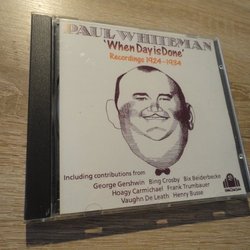 PAUL WHITEMAN
'When Day is Done'
Recordings 1924-1934
Including contributions from
George Gershwin Bing Crosby Bix Beiderbecke
Hoagy Carmichael Frank Trumbauer
Vaughn De Leath Henry Busse